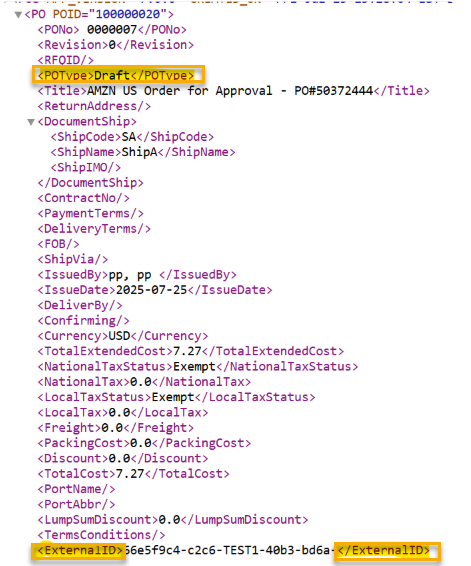 <PO POID="100000020">
<PONo> 0000007</PONo>
<Revision>0</Revision>
<RFQID/>
<POType>Draft</POType>
<Title>AMZN US Order for Approval - PO#50372444</Title>
<ReturnAddress/>
<DocumentShip>
<ShipCode>SA</ShipCode>
<ShipName>ShipA</ShipName>
<ShipIMO/>
</DocumentShip>
<ContractNo/>
<PaymentTerms/>
<DeliveryTerms/>
<FOB/>
<ShipVia/>
<IssuedBy>pp, pp </IssuedBy>
<IssueDate>2025-07-25</IssueDate>
<DeliverBy/>
<Confirming/>
<Currency>USD</Currency>
<TotalExtendedCost>7.27</TotalExtendedCost>
<NationalTaxStatus>Exempt</NationalTaxStatus>
<NationalTax>0.0</NationalTax>
<LocalTaxStatus>Exempt</LocalTaxStatus>
<LocalTax>0.0</LocalTax>
<Freight>0.0</Freight>
<PackingCost>0.0</PackingCost>
<Discount>0.0</Discount>
<TotalCost>7.27</TotalCost>
<PortName/>
<PortAbbr/>
<LumpSumDiscount>0.0</LumpSumDiscount>
<TermsConditions/>
<ExternalID>66e5f9c4-c2c6-TEST1-40b3-bd6a-</ExternalID>